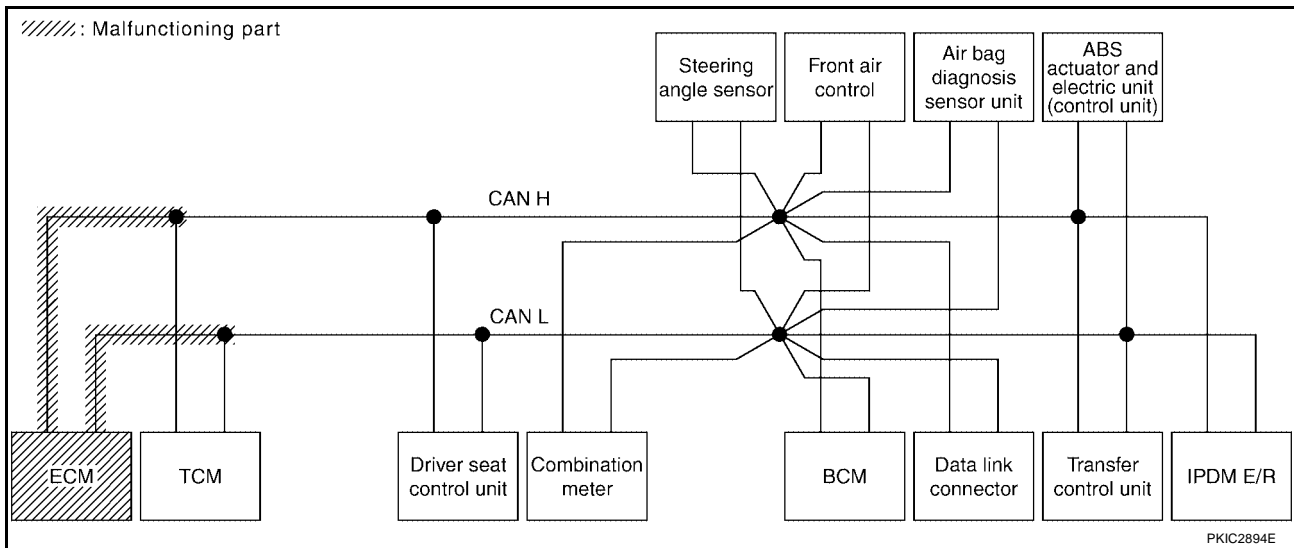 : Malfunctioning part
Steering
angle sensor
Front air
control
Air bag
diagnosis
sensor unit
ABS
actuator and
electric unit
(control unit)
CAN H
CAN L
ECM
TCM
Driver seat
control unit
Combination
meter
BCM
Data link
connector
Transfer
control unit
IPDM E/R
PKIC2894E